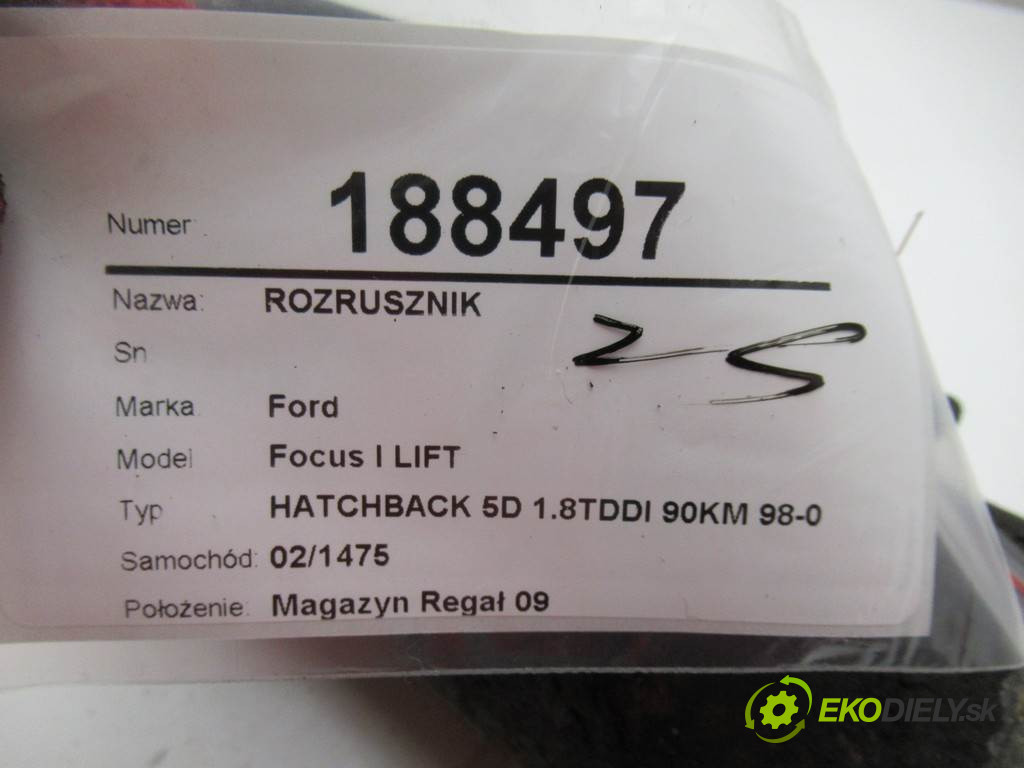 Numer: 188497
Nazwa: ROZRUSZNIK
Sn
Marka Ford
Model Focus I LIFT
Typ HATCHBACK 5D 1.8TDDI 90KM 98-0
Samochód: 02/1475
Położenie: Magazyn Regał 09
EKODIELY.sk